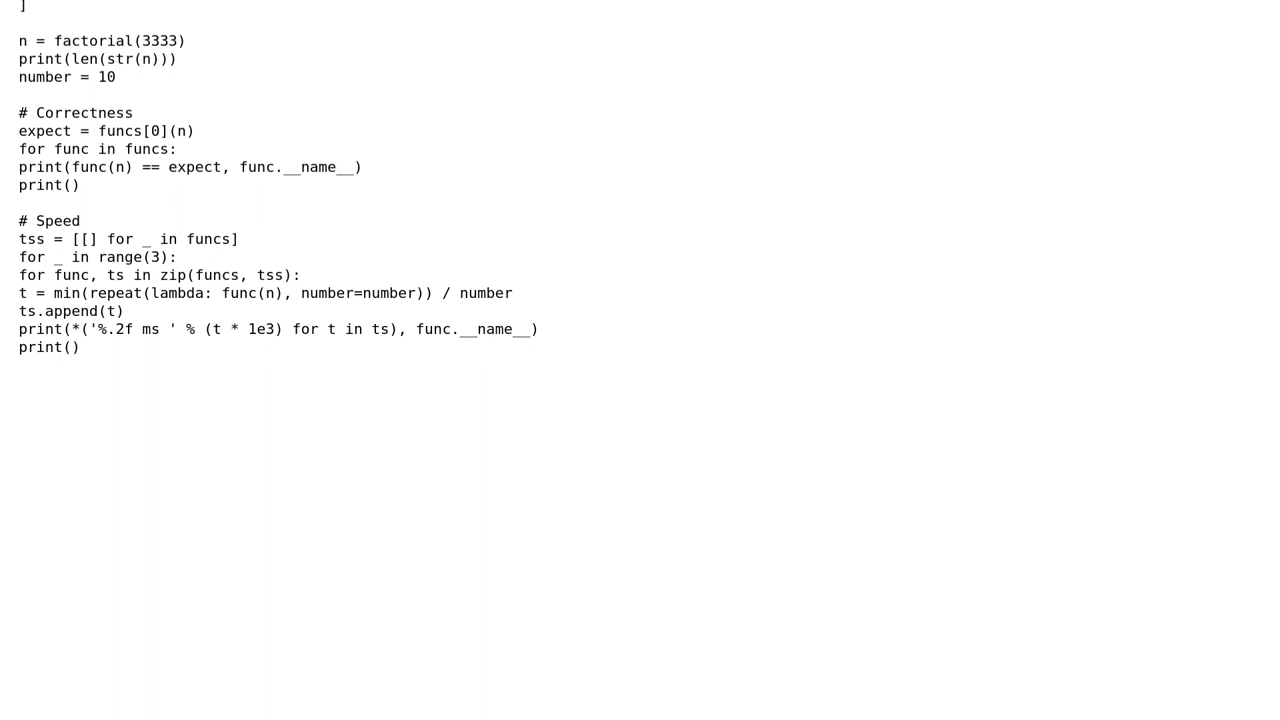 ]
n = factorial(3333)
print(len(str(n)))
number = 10
# Correctness
expect = funcs[0](n)
for func in funcs:
print(func(n) == expect, func.__name__)
print()
# Speed
tss = [[] for _ in funcs]
for _ in range(3):
for func, ts in zip(funcs, tss):
t = min(repeat(lambda: func(n), number=number)) / number
ts.append(t)
print(*('%.2f ms ' % (t * 1e3) for t in ts), func.__name__)
print()